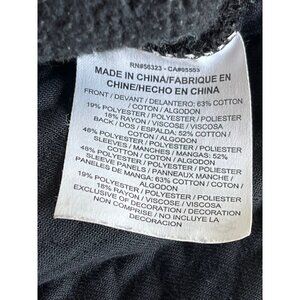 RN#56323 - CA#05553
MADE IN CHINA/FABRIQUE EN
CHINE/HECHO EN CHINA
FRONT / DEVANT / DELANTERO: 63% COTTON
/ COTON / ALGODON
19% POLYESTER / POLYESTER / POLIESTER
18% RAYON / VISCOSE / VISCOSA
BACK / DOS / ESPALDA: 52% COTTON /
COTON / ALGODON
48% POLYESTER / POLYESTER / POLIESTER
SLEEVES / MANCHES / MANGAS: 52%
COTTON / COTON / ALGODON
48% POLYESTER / POLYESTER / POLIESTER
SLEEVE PANELS / PANNEAUX MANCHE /
PANELES DE MANGA: 63% COTTON / COTON /
ALGODON
19% POLYESTER / POLYESTER / POLIESTER
18% RAYON / VISCOSE / VISCOSA
EXCLUSIVE OF DECORATION / DECORATION
NON COMPRISE / NO INCLUYE LA
DECORACION